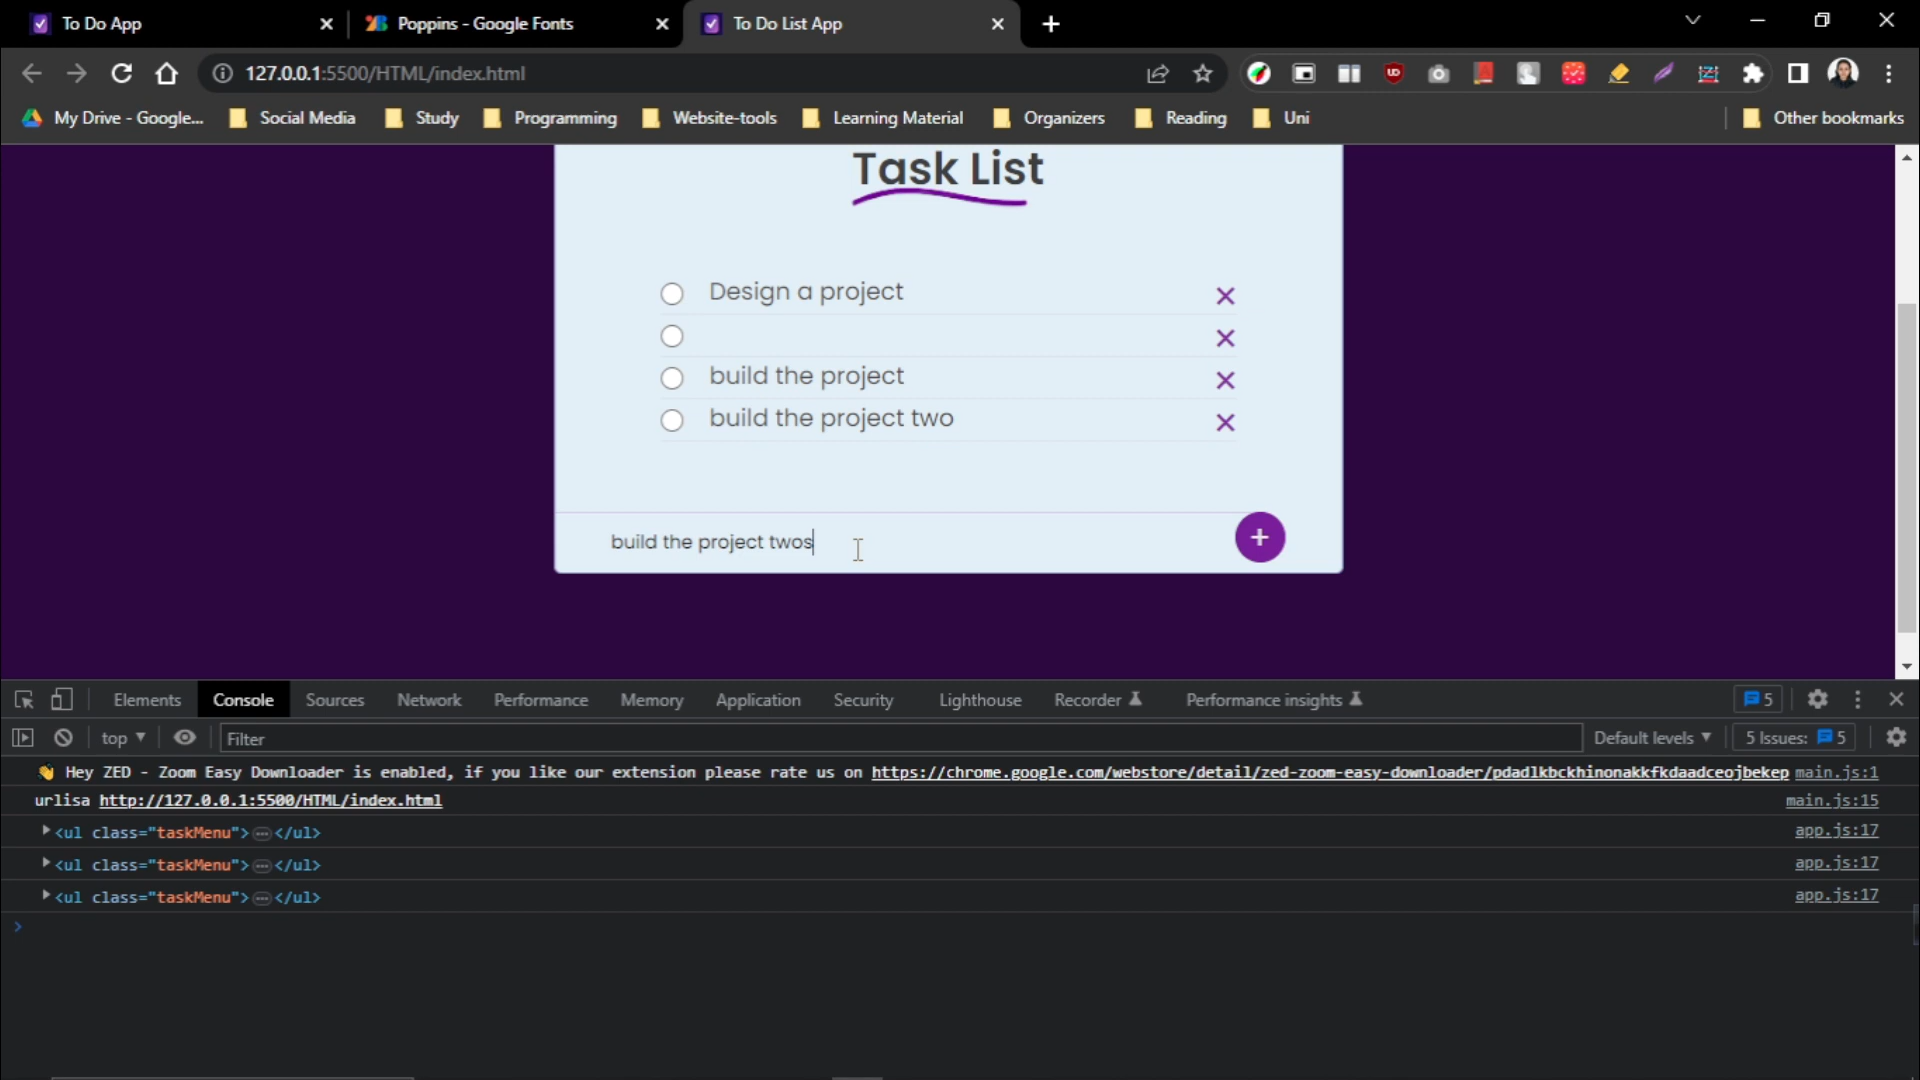 To Do App
Poppins - Google Fonts
To Do List App
127.0.0.1:5500/HTML/index.html
My Drive - Google...
Social Media
Study
Programming
Website-tools
Learning Material
Organizers
Reading
Uni
Other bookmarks
Task List
Design a project
build the project
build the project two
build the project twos
Elements
Console
Sources
Network
Performance
Memory
Application
Security
Lighthouse
Recorder
Performance insights
5
top
Filter
Default levels
5 Issues: 5
Hey ZED - Zoom Easy Downloader is enabled, if you like our extension please rate us on https://chrome.google.com/webstore/detail/zed-zoom-easy-downloader/pdadlkbckhinonakkfkdaadceojbekep main.js:1
urlisa http://127.0.0.1:5500/HTML/index.html main.js:15
<ul class="taskMenu">…</ul> app.js:17
<ul class="taskMenu">…</ul> app.js:17
<ul class="taskMenu">…</ul> app.js:17